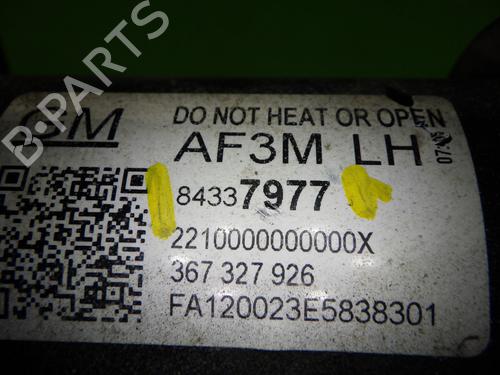 GM
DO NOT HEAT OR OPEN
AF3M LH
84337977
2210000000000X
367 327 926
FA120023E5838301
B-PARTS